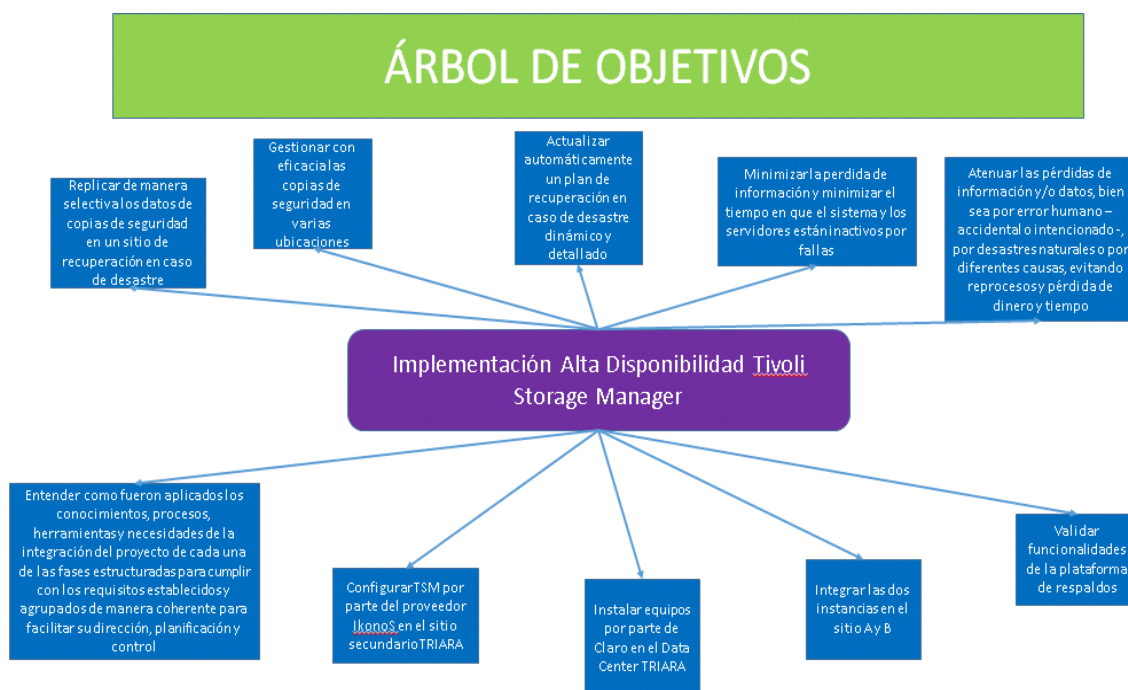 ÁRBOL DE OBJETIVOS
Replicar de manera
selectiva los datos de
copias de seguridad
en un sitio de
recuperación en caso
de desastre
Gestionar con
eficacia las
copias de
seguridad en
varias
ubicaciones
Actualizar
automáticamente
un plan de
recuperación en
caso de desastre
dinámico y
detallado
Minimizar la perdida de
información y minimizar el
tiempo en que el sistema y los
servidores están inactivos por
fallas
Atenuar las pérdidas de
información y/o datos, bien
sea por error humano –
accidental o intencionado -,
por desastres naturales o por
diferentes causas, evitando
reprocesos y pérdida de
dinero y tiempo
Implementación Alta Disponibilidad Tivoli
Storage Manager
Entender como fueron aplicados los
conocimientos, procesos,
herramientas y necesidades de la
integración del proyecto de cada una
de las fases estructuradas para cumplir
con los requisitos establecidos y
agrupados de manera coherente para
facilitar su dirección, planificación y
control
Configurar TSM por
parte del proveedor
IkonoS en el sitio
secundario TRIARA
Instalar equipos
por parte de
Claro en el Data
Center TRIARA
Integrar las dos
instancias en el
sitio A y B
Validar
funcionalidades
de la plataforma
de respaldos